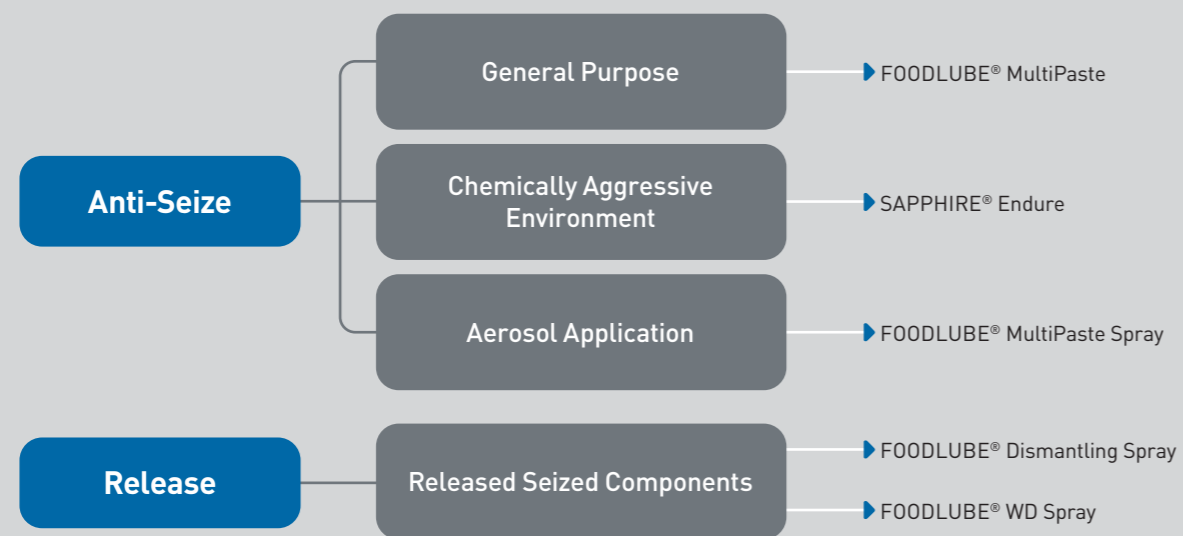 General Purpose
FOODLUBE® MultiPaste
Anti-Seize
Chemically Aggressive
Environment
SAPPHIRE® Endure
Aerosol Application
FOODLUBE® MultiPaste Spray
Release
Released Seized Components
FOODLUBE® Dismantling Spray
FOODLUBE® WD Spray